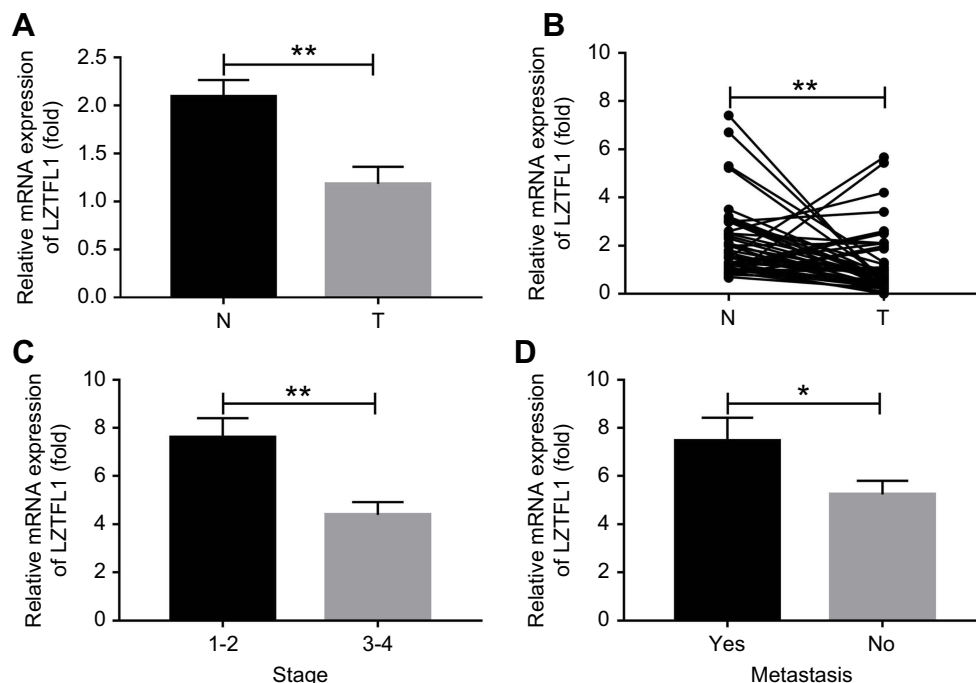 A
Relative mRNA expression
of LZTFL1 (fold)
2.5
2.0
1.5
1.0
0.5
0.0
**
N
T
B
Relative mRNA expression
of LZTFL1 (fold)
10
8
6
4
2
0
**
N
T
C
Relative mRNA expression
of LZTFL1 (fold)
10
8
6
4
2
0
**
1-2
3-4
Stage
D
Relative mRNA expression
of LZTFL1 (fold)
10
8
6
4
2
0
*
Yes
No
Metastasis